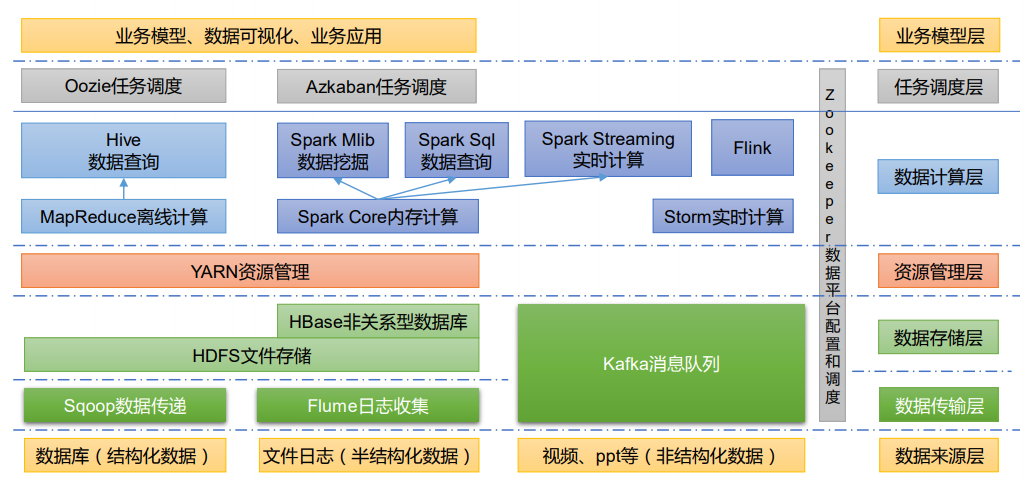 业务模型、数据可视化、业务应用
业务模型层
Oozie任务调度
Azkaban任务调度
任务调度层
Hive
数据查询
Spark Mlib
数据挖掘
Spark Sql
数据查询
Spark Streaming
实时计算
Flink
数据计算层
MapReduce离线计算
Spark Core内存计算
Storm实时计算
Zookeeper数据平台配置和调度
YARN资源管理
资源管理层
HBase非关系型数据库
HDFS文件存储
Kafka消息队列
数据存储层
Sqoop数据传递
Flume日志收集
数据传输层
数据库（结构化数据）
文件日志（半结构化数据）
视频、ppt等（非结构化数据）
数据来源层